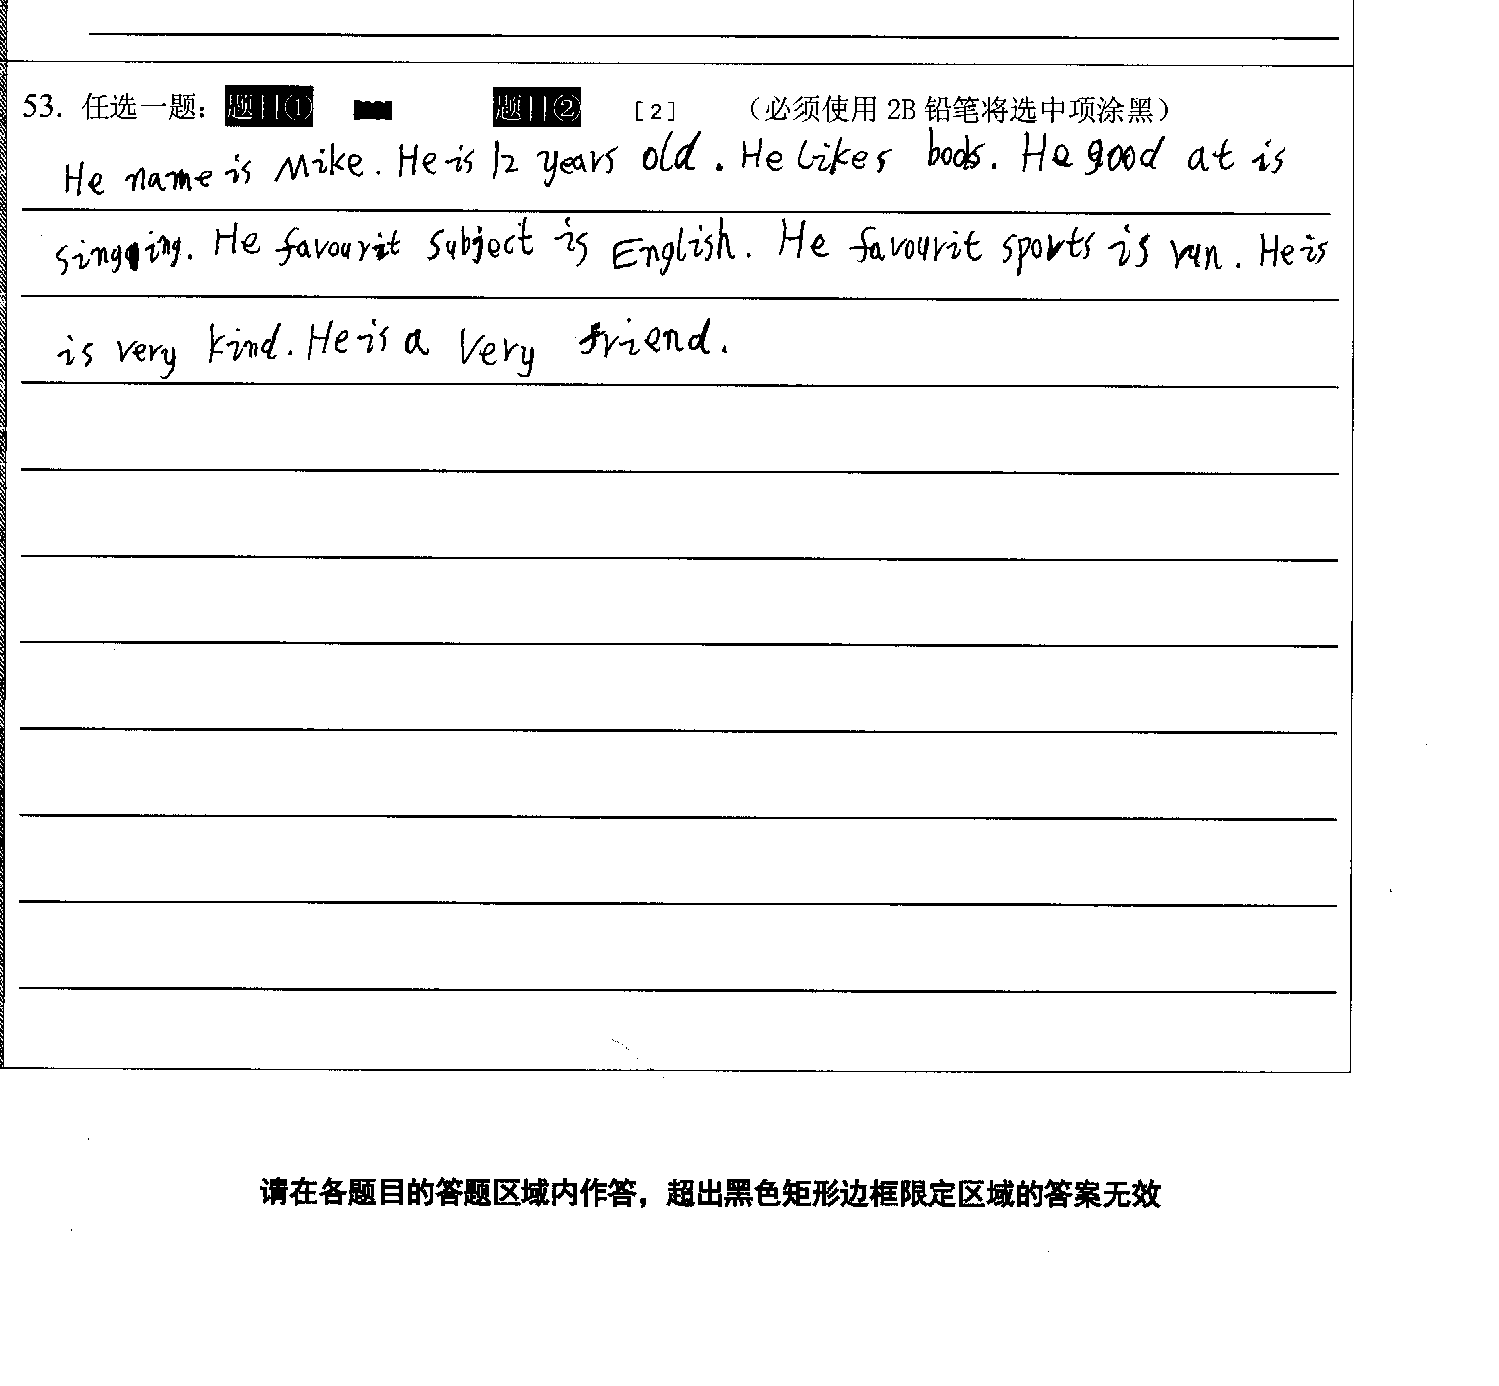 53. 任选一题： 题目① 题目② [2] （必须使用 2B 铅笔将选中项涂黑）
He name is Mike. He is 12 years old. He likes books. He good at is
singing. He favourit subject is English. He favourit sports is run. He is
is very kind. He is a very friend.
请在各题目的答题区域内作答，超出黑色矩形边框限定区域的答案无效